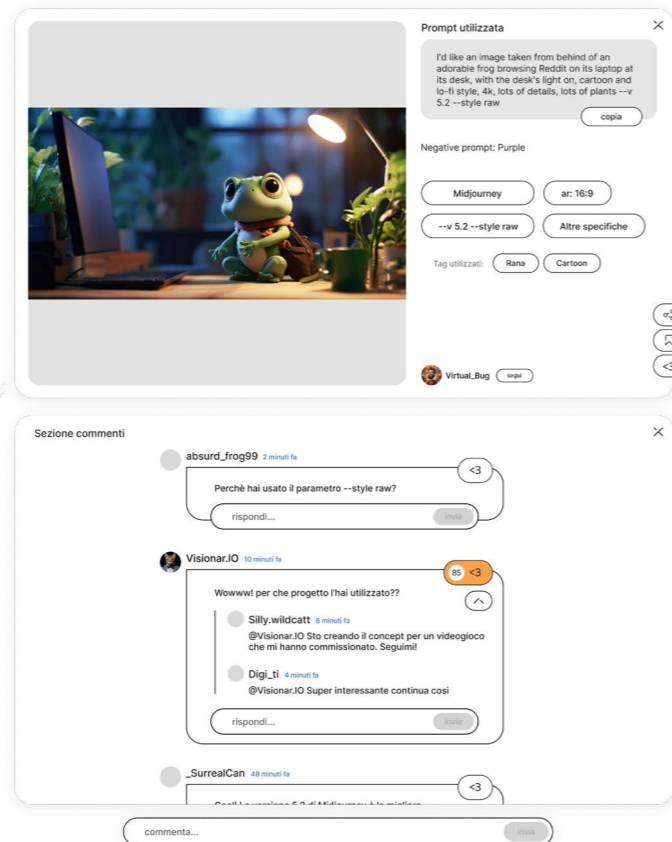 Prompt utilizzata
I'd like an image taken from behind of an
adorable frog browsing Reddit on its laptop at
its desk, with the desk's light on, cartoon and
lo-fi style, 4k, lots of details, lots of plants --v
5.2 --style raw
copia
Negative prompt: Purple
Midjourney
ar: 16:9
--v 5.2 --style raw
Altre specifiche
Tag utilizzati:
Rana
Cartoon
<3
Virtual_Bug
segui
Sezione commenti
absurd_frog99 2 minuti fa
<3
Perchè hai usato il parametro --style raw?
rispondi...
invia
Visionar.IO 10 minuti fa
85 <3
Wowww! per che progetto l'hai utilizzato??
Silly.wildcatt 6 minuti fa
@Visionar.IO Sto creando il concept per un videogioco
che mi hanno commissionato. Seguimi!
Digi_ti 4 minuti fa
@Visionar.IO Super interessante continua così
rispondi...
invia
_SurrealCan 48 minuti fa
<3
commenta...
invia